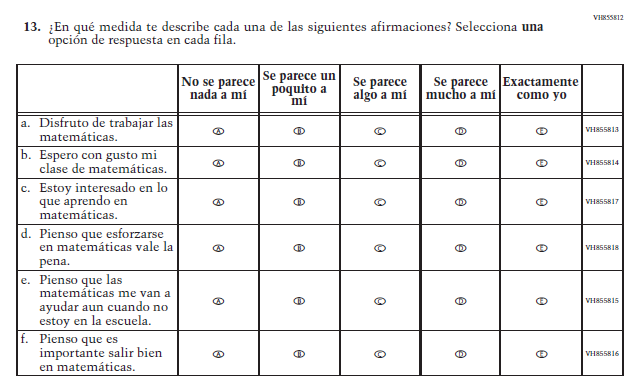 VH855812
13. ¿En qué medida te describe cada una de las siguientes afirmaciones? Selecciona una
opción de respuesta en cada fila.
No se parece nada a mí
Se parece un poquito a mí
Se parece algo a mí
Se parece mucho a mí
Exactamente como yo
a. Disfruto de trabajar las
matemáticas.
A B C D E VH855813
b. Espero con gusto mi
clase de matemáticas.
A B C D E VH855814
c. Estoy interesado en lo
que aprendo en
matemáticas.
A B C D E VH855817
d. Pienso que esforzarse
en matemáticas vale la
pena.
A B C D E VH855818
e. Pienso que las
matemáticas me van a
ayudar aun cuando no
estoy en la escuela.
A B C D E VH855815
f. Pienso que es
importante salir bien
en matemáticas.
A B C D E VH855816